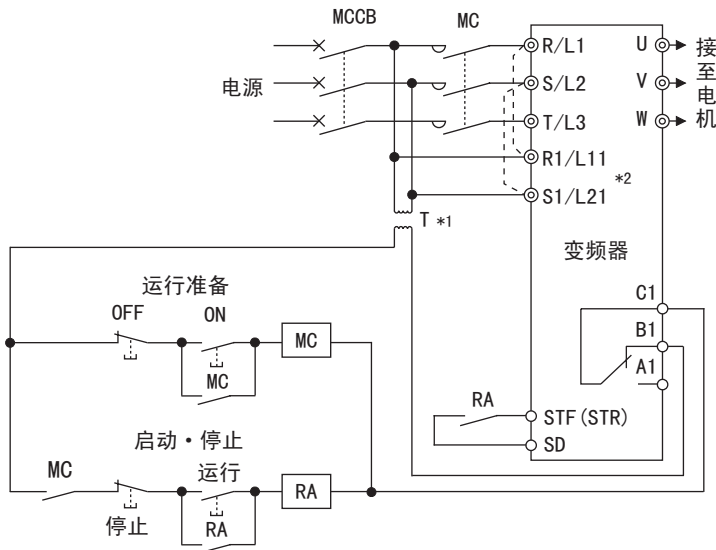 MCCB
MC
电源
R/L1
S/L2
T/L3
R1/L11
S1/L21
*2
U
V
W
接至电机
T *1
变频器
运行准备
OFF
ON
MC
MC
C1
B1
A1
RA
STF(STR)
SD
启动・停止
MC
运行
停止
RA
RA